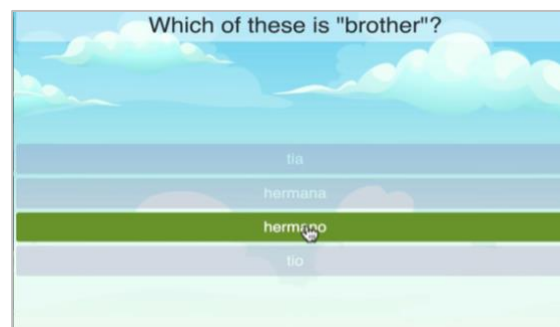 Which of these is "brother"?
tia
hermana
hermano
tio